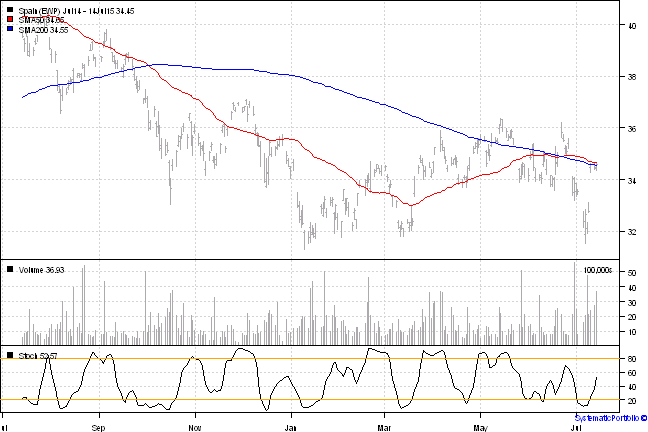 Spain (EWP) Jul14 - 14Jul15 34.45
SMA50 34.65
SMA200 34.55
40
38
36
34
32
Volume 36.93
100,000s
50
40
30
20
10
Stoch 52.57
80
60
40
20
ul Sep Nov Jan Mar May Jul
SystematicPortfolio ©